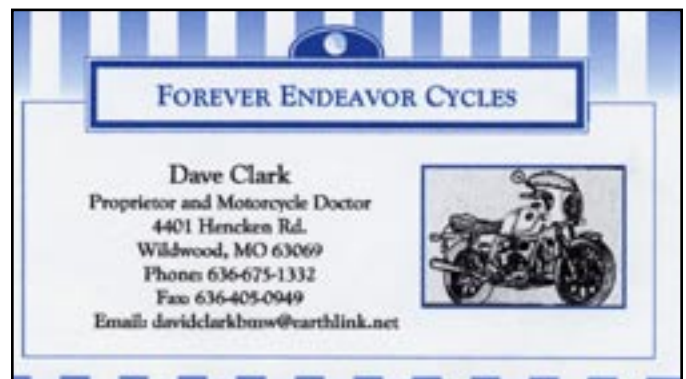 FOREVER ENDEAVOR CYCLES
Dave Clark
Proprietor and Motorcycle Doctor
4401 Hencken Rd.
Wildwood, MO 63069
Phone: 636-675-1332
Fax: 636-405-0949
Email: davidclarkbmw@earthlink.net